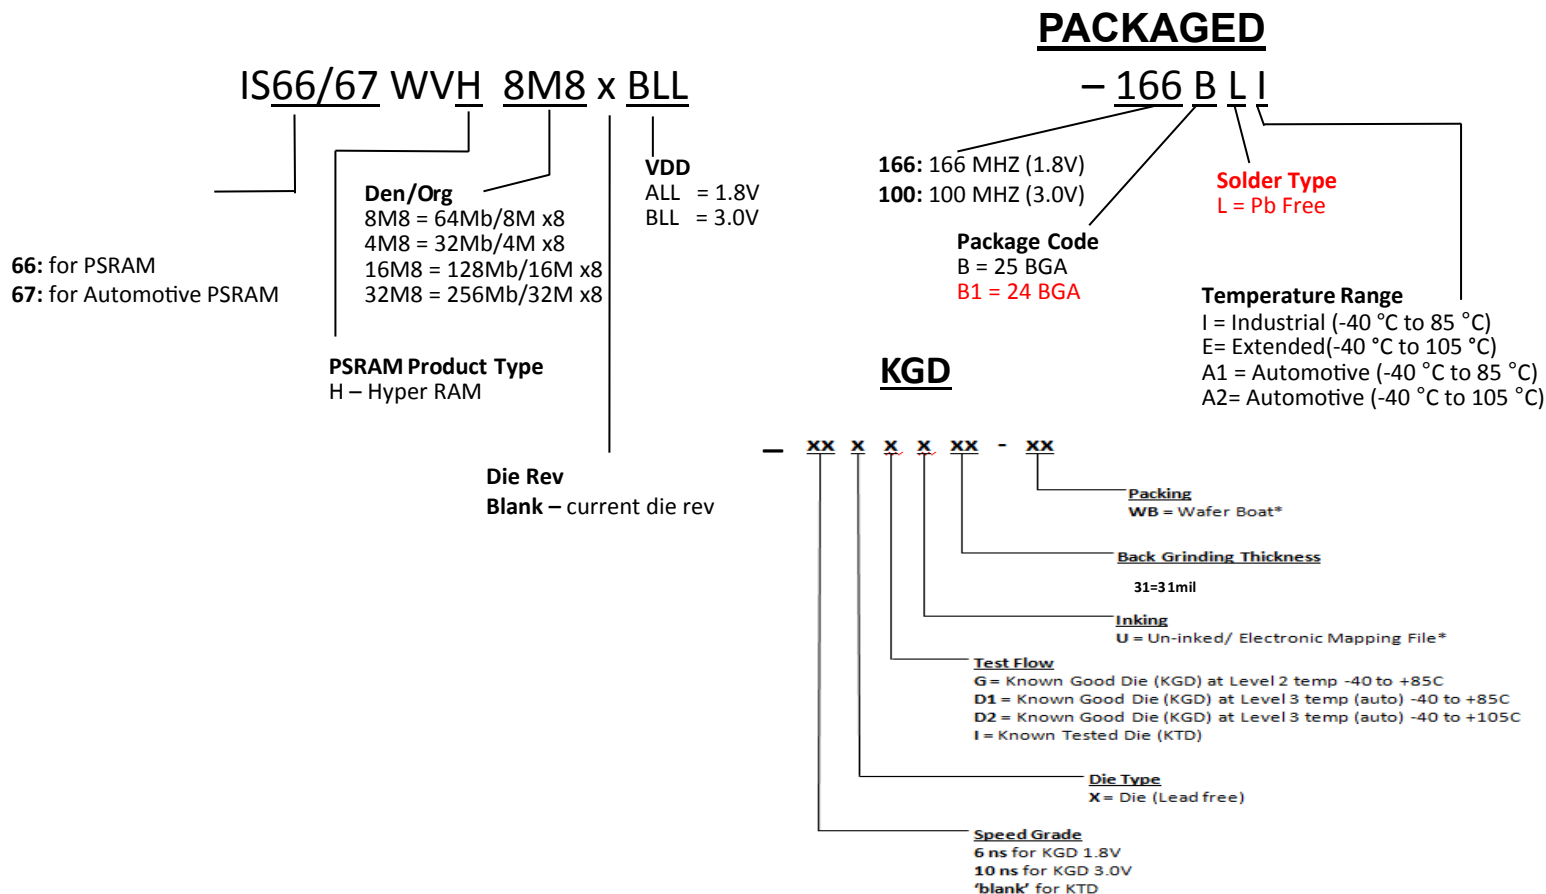 PACKAGED
IS66/67 WVH 8M8 x BLL
– 166 B L I
VDD
ALL = 1.8V
BLL = 3.0V
Den/Org
8M8 = 64Mb/8M x8
4M8 = 32Mb/4M x8
16M8 = 128Mb/16M x8
32M8 = 256Mb/32M x8
66: for PSRAM
67: for Automotive PSRAM
PSRAM Product Type
H – Hyper RAM
Die Rev
Blank – current die rev
166: 166 MHZ (1.8V)
100: 100 MHZ (3.0V)
Solder Type
L = Pb Free
Package Code
B = 25 BGA
B1 = 24 BGA
Temperature Range
I = Industrial (-40 °C to 85 °C)
E= Extended(-40 °C to 105 °C)
A1 = Automotive (-40 °C to 85 °C)
A2= Automotive (-40 °C to 105 °C)
KGD
– xx x x x xx - xx
Packing
WB = Wafer Boat*
Back Grinding Thickness
31=31mil
Inking
U = Un-inked/ Electronic Mapping File*
Test Flow
G = Known Good Die (KGD) at Level 2 temp -40 to +85C
D1 = Known Good Die (KGD) at Level 3 temp (auto) -40 to +85C
D2 = Known Good Die (KGD) at Level 3 temp (auto) -40 to +105C
I = Known Tested Die (KTD)
Die Type
X = Die (Lead free)
Speed Grade
6 ns for KGD 1.8V
10 ns for KGD 3.0V
'blank' for KTD